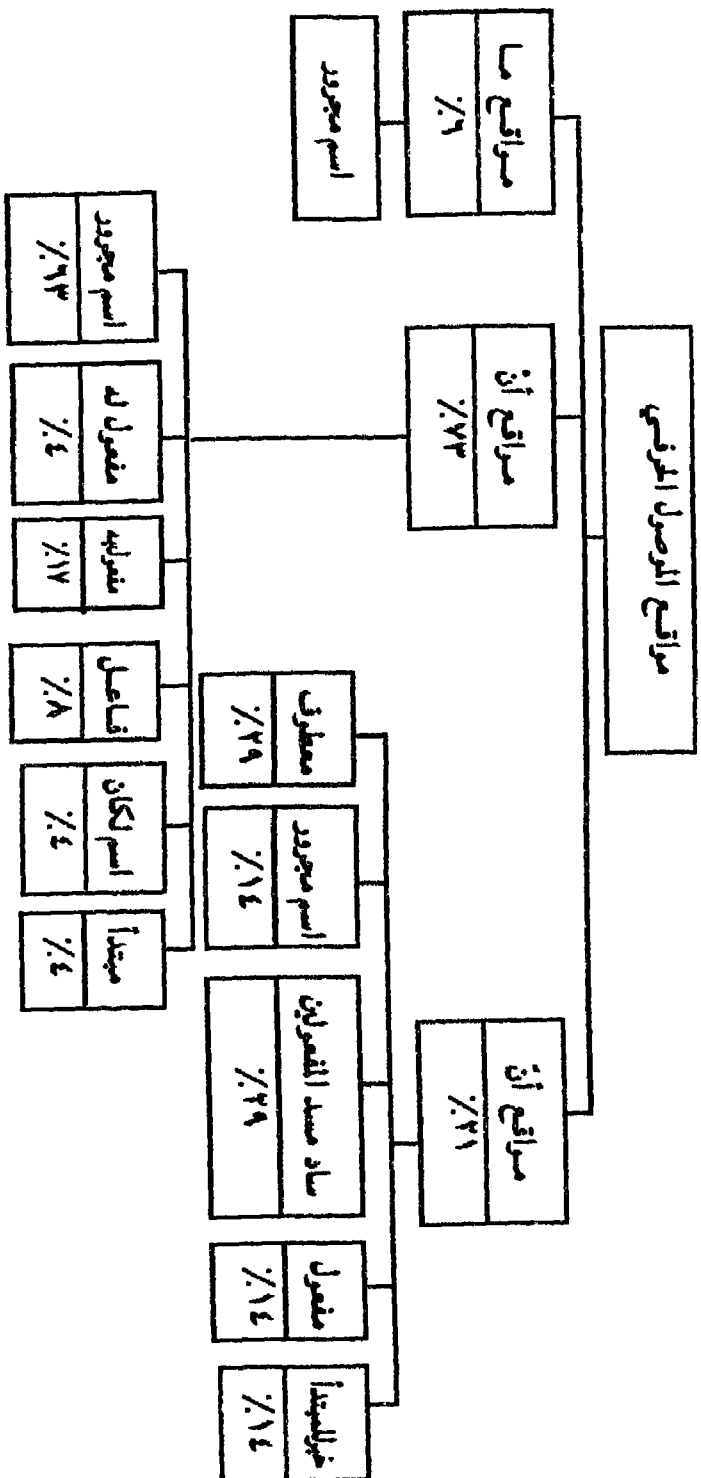 مواقع الموصول الحرفي
مواقع أنّ
٪٢١
مواقع أنْ
٪٧٣
مواقع ما
٪٦
اسم مجرور
خبر للمبتدأ
٪١٤
مفعول
٪١٤
ساد مسد المفعولين
٪٢٩
اسم مجرور
٪١٤
معطوف
٪٢٩
مبتدأ
٪٤
اسم لكان
٪٤
فاعل
٪٨
مفعول به
٪١٧
مفعول له
٪٤
اسم مجرور
٪٦٣